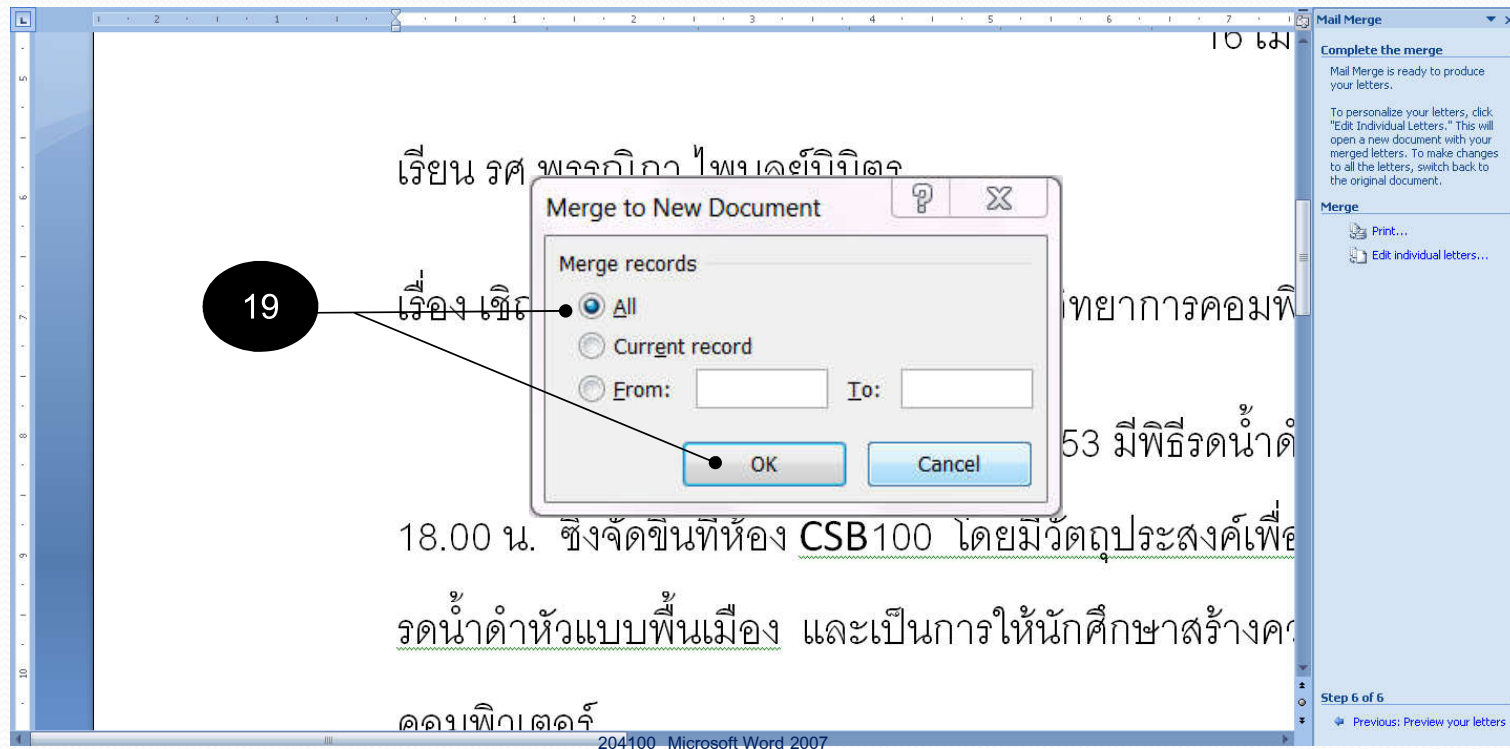 Mail Merge
Complete the merge
Mail Merge is ready to produce
your letters.
To personalize your letters, click
"Edit Individual Letters." This will
open a new document with your
merged letters. To make changes
to all the letters, switch back to
the original document.
Merge
Print...
Edit individual letters...
Step 6 of 6
Previous: Preview your letters
16 เม
เรียน รศ พรรณิภา ไพบูลย์นิมิตร
เรื่อง เชิญ
ิทยาการคอมพิ
53 มีพิธีรดน้ำดำ
18.00 น. ซึ่งจัดขึ้นที่ห้อง CSB100 โดยมีวัตถุประสงค์เพื่อ
รดน้ำดำหัวแบบพื้นเมือง และเป็นการให้นักศึกษาสร้างคว
คอมพิวเตอร์
Merge to New Document
Merge records
All
Current record
From: To:
OK Cancel
19
204100 Microsoft Word 2007